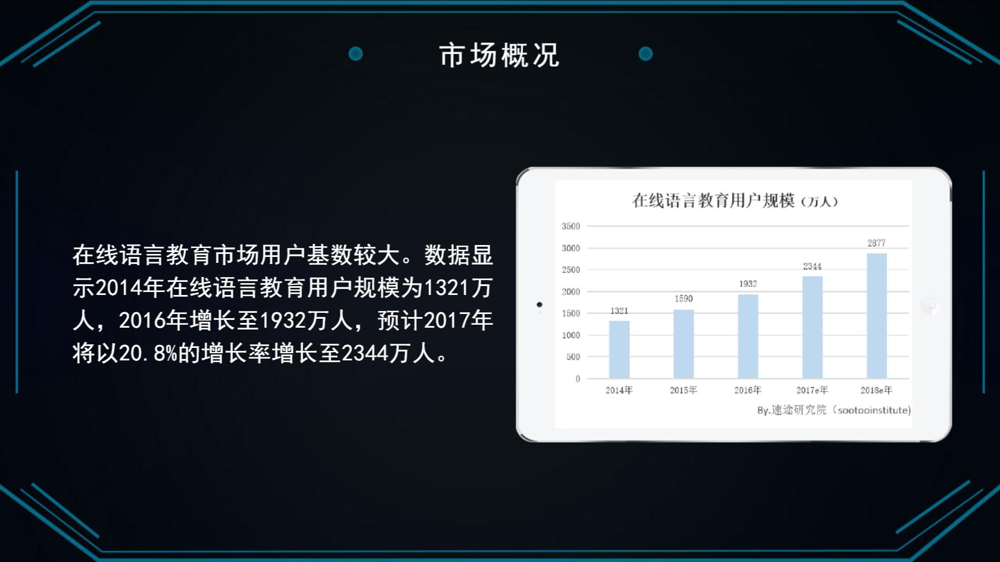 市场概况
在线语言教育市场用户基数较大。数据显
示2014年在线语言教育用户规模为1321万
人，2016年增长至1932万人，预计2017年
将以20.8%的增长率增长至2344万人。
在线语言教育用户规模（万人）
3500
3000
2500
2000
1500
1000
500
0
1321
1590
1932
2344
2877
2014年 2015年 2016年 2017e年 2018e年
By.速途研究院（sootooinstitute)